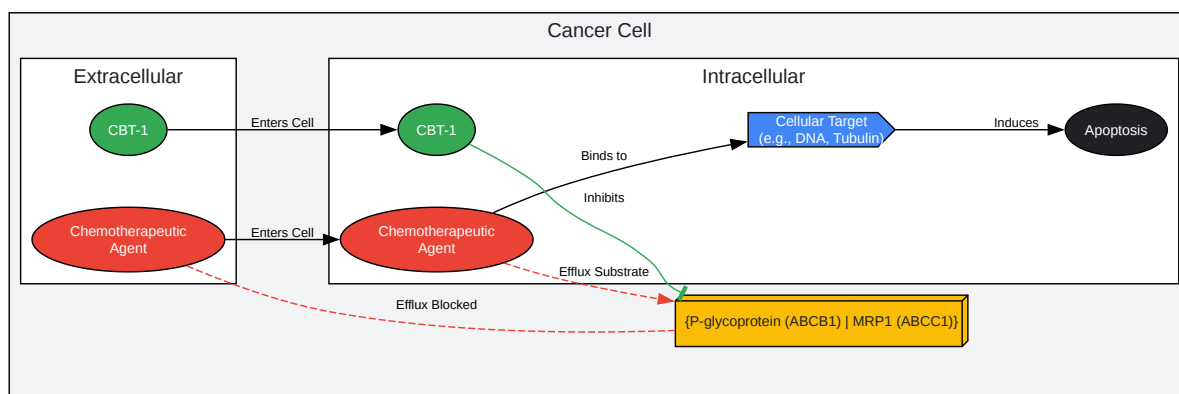 Cancer Cell
Extracellular
Intracellular
CBT-1
Enters Cell
CBT-1
Cellular Target
(e.g., DNA, Tubulin)
Induces
Apoptosis
Binds to
Inhibits
Chemotherapeutic
Agent
Enters Cell
Chemotherapeutic
Agent
Efflux Substrate
Efflux Blocked
{P-glycoprotein (ABCB1) | MRP1 (ABCC1)}